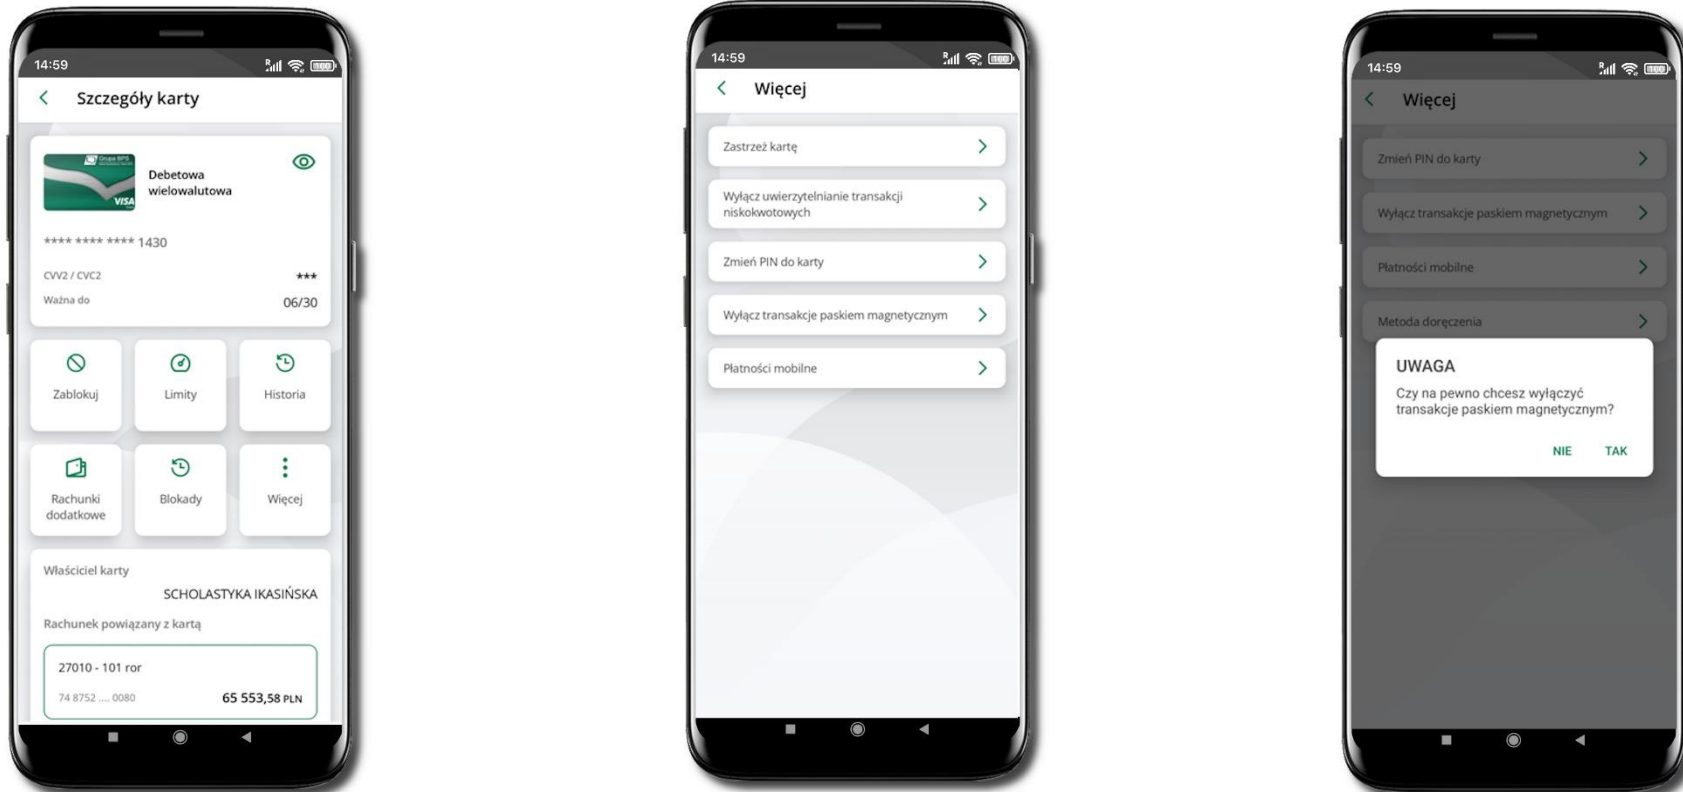 14:59
Szczegóły karty
Grupa BPS
VISA
Debetowa
wielowalutowa
**** **** **** 1430
CVV2 / CVC2
***
Ważna do
06/30
Zablokuj
Limity
Historia
Rachunki
dodatkowe
Blokady
Więcej
Właściciel karty
SCHOLASTYKA IKASIŃSKA
Rachunek powiązany z kartą
27010 - 101 ror
74 8752 .... 0080
65 553,58 PLN
14:59
Więcej
Zastrzeż kartę
Wyłącz uwierzytelnianie transakcji
niskokwotowych
Zmień PIN do karty
Wyłącz transakcje paskiem magnetycznym
Płatności mobilne
14:59
Więcej
Zmień PIN do karty
Wyłącz transakcje paskiem magnetycznym
Płatności mobilne
Metoda doręczenia
UWAGA
Czy na pewno chcesz wyłączyć
transakcje paskiem magnetycznym?
NIE
TAK